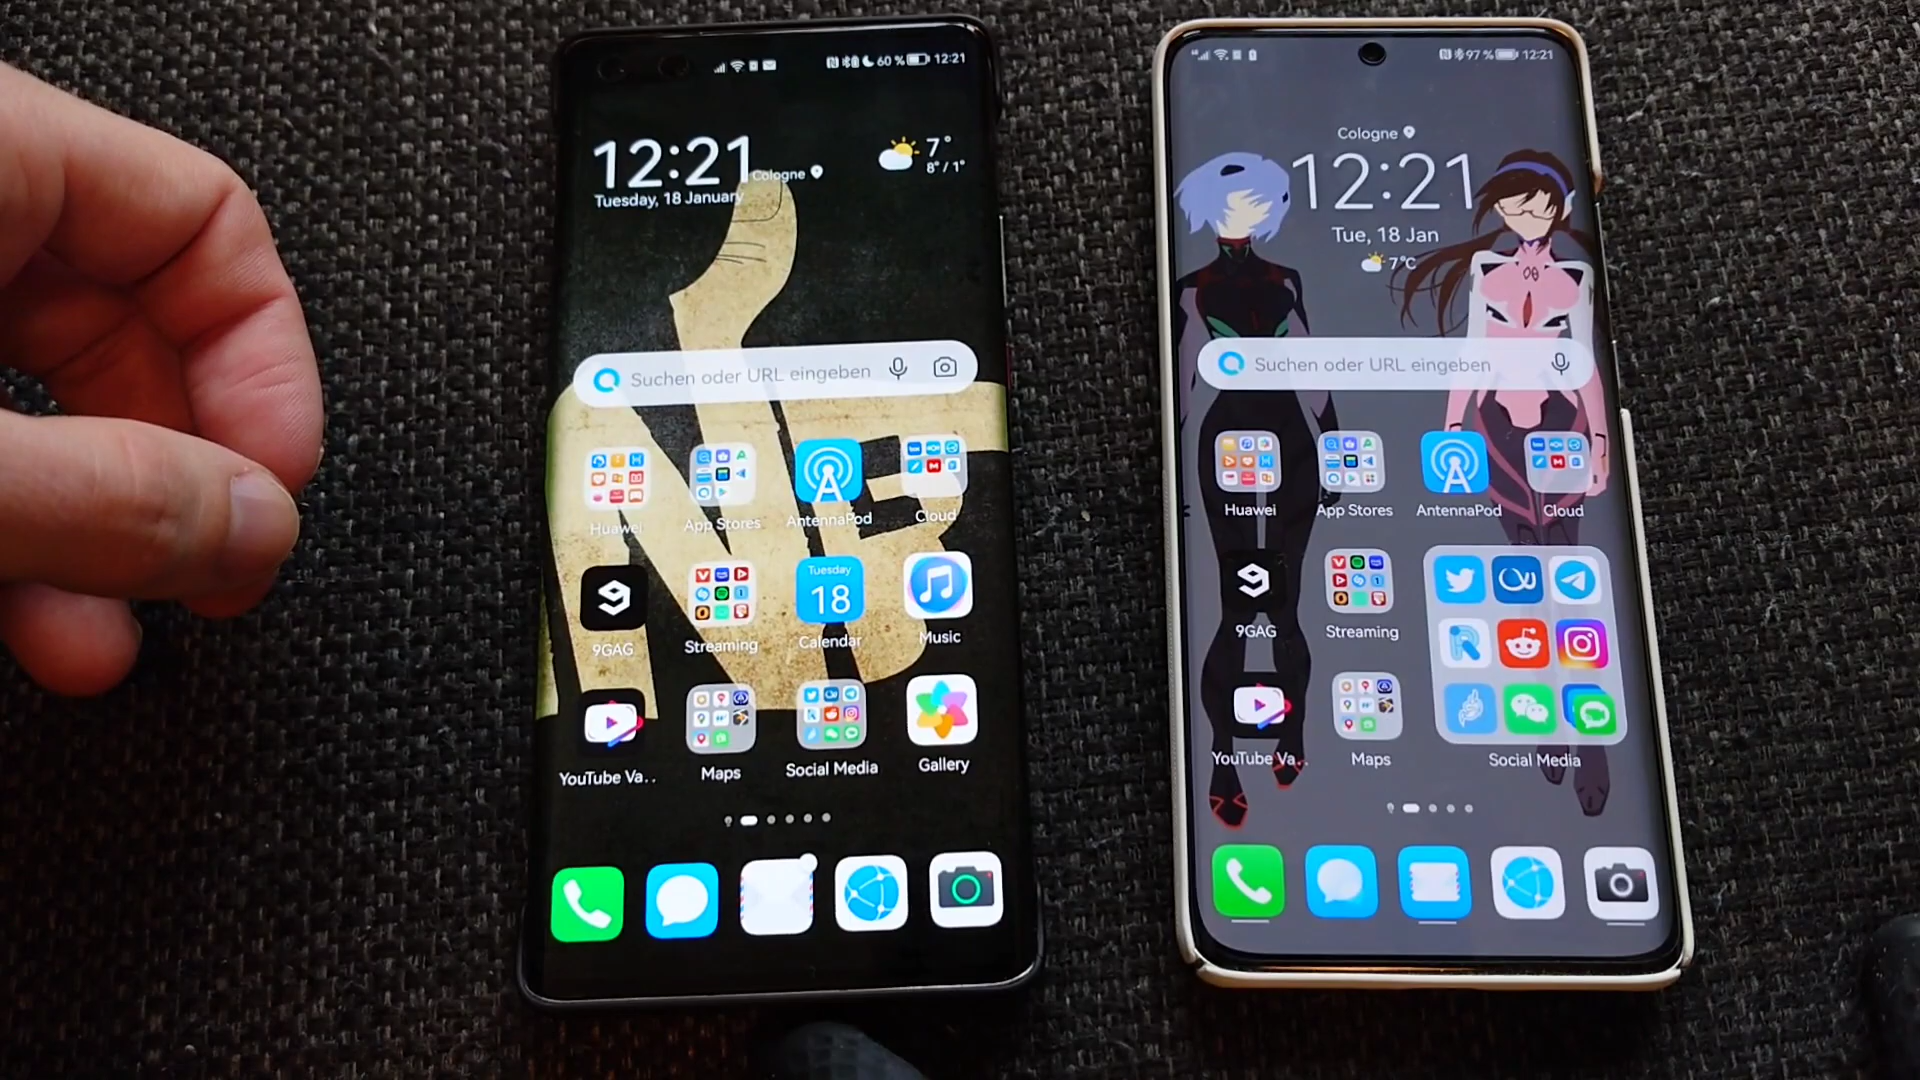 60 % 12:21
12:21
Cologne
Tuesday, 18 January
7°
8° / 1°
Suchen oder URL eingeben
Huawei
App Stores
AntennaPod
Cloud
9GAG
Streaming
Tuesday
18
Calendar
Music
YouTube Va..
Maps
Social Media
Gallery
97 % 12:21
Cologne
12:21
Tue, 18 Jan
7°C
Suchen oder URL eingeben
Huawei
App Stores
AntennaPod
Cloud
9GAG
Streaming
YouTube Va..
Maps
Social Media